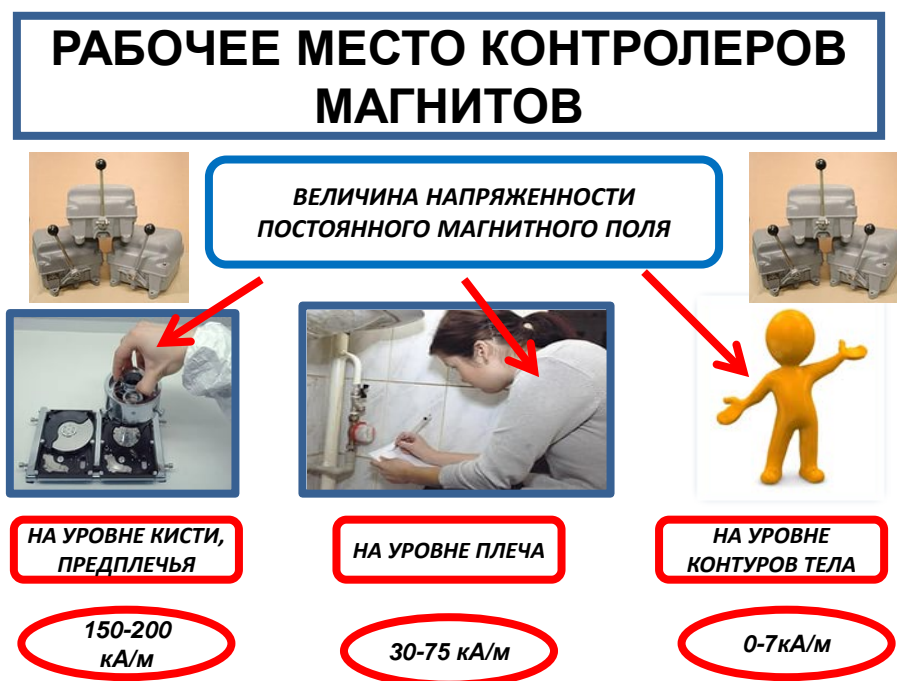 РАБОЧЕЕ МЕСТО КОНТРОЛЕРОВ
МАГНИТОВ
ВЕЛИЧИНА НАПРЯЖЕННОСТИ
ПОСТОЯННОГО МАГНИТНОГО ПОЛЯ
НА УРОВНЕ КИСТИ,
ПРЕДПЛЕЧЬЯ
НА УРОВНЕ ПЛЕЧА
НА УРОВНЕ
КОНТУРОВ ТЕЛА
150-200
кА/м
30-75 кА/м
0-7кА/м